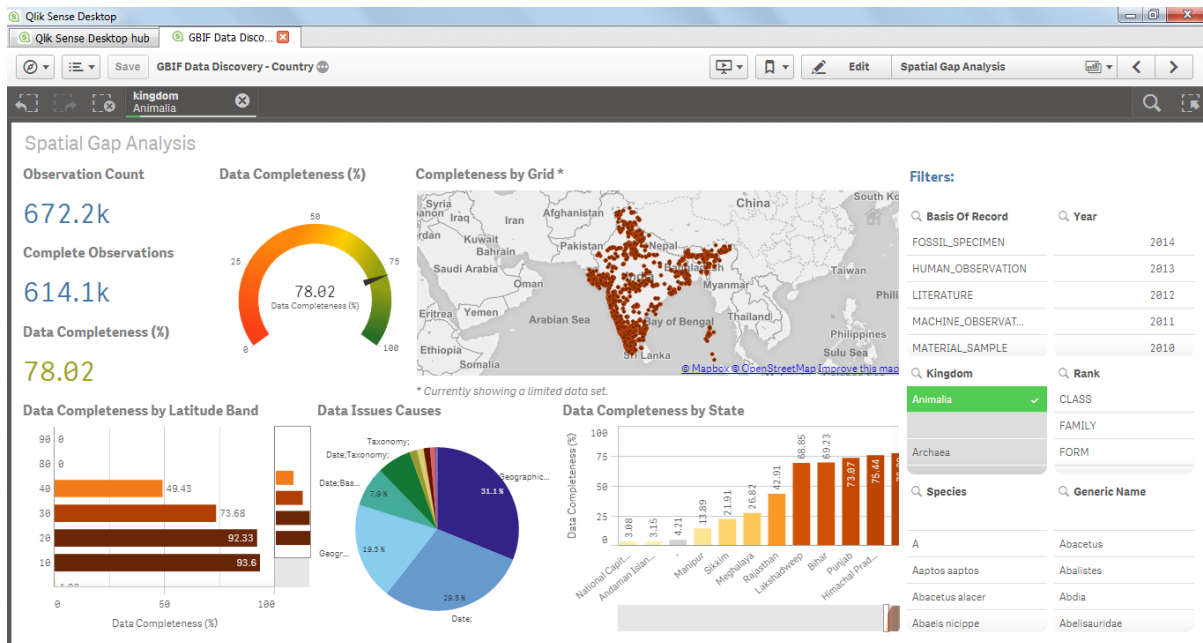 Qlik Sense Desktop
Qlik Sense Desktop hub
GBIF Data Disco...
Save
GBIF Data Discovery - Country
Edit
Spatial Gap Analysis
kingdom
Animalia
Spatial Gap Analysis
Observation Count
672.2k
Complete Observations
614.1k
Data Completeness (%)
78.02
Data Completeness (%)
0
25
50
75
100
78.02
Data Completeness (%)
Completeness by Grid *
Syria
Iraq
Iran
Afghanistan
China
South Ko
Kuwait
Bahrain
Pakistan
Nepal
Saudi Arabia
Oman
India
Bangladesh
Myanmar
Taiwan
Phili
Eritrea
Yemen
Arabian Sea
Bay of Bengal
Thailand
Philippines
Ethiopia
Sri Lanka
Sulu Sea
Somalia
© Mapbox © OpenStreetMap Improve this map
* Currently showing a limited data set.
Data Completeness by Latitude Band
90 0
80 0
40 49.43
30 73.68
20 92.33
10 93.6
0 50 100
Data Completeness (%)
Data Issues Causes
Taxonomy;
Date;Taxonomy;
Date;Bas...
Geogr...
Date;
Geographic...
31.1 %
29.5 %
19.3 %
7.9 %
Data Completeness by State
Data Completeness (%)
100
75
50
25
0
3.08
3.15
4.21
13.89
21.91
26.82
42.91
68.85
69.23
73.07
75.44
National Capit...
Andaman Islan...
-
Manipur
Sikkim
Meghalaya
Rajasthan
Lakshadweep
Bihar
Punjab
Himachal Prad...
Filters:
Basis Of Record
FOSSIL_SPECIMEN
HUMAN_OBSERVATION
LITERATURE
MACHINE_OBSERVAT...
MATERIAL_SAMPLE
Year
2014
2013
2012
2011
2010
Kingdom
Animalia
Archaea
Rank
CLASS
FAMILY
FORM
Species
A
Aaptos aaptos
Abacetus alacer
Abaeis nicippe
Generic Name
Abacetus
Abalistes
Abdia
Abelisauridae